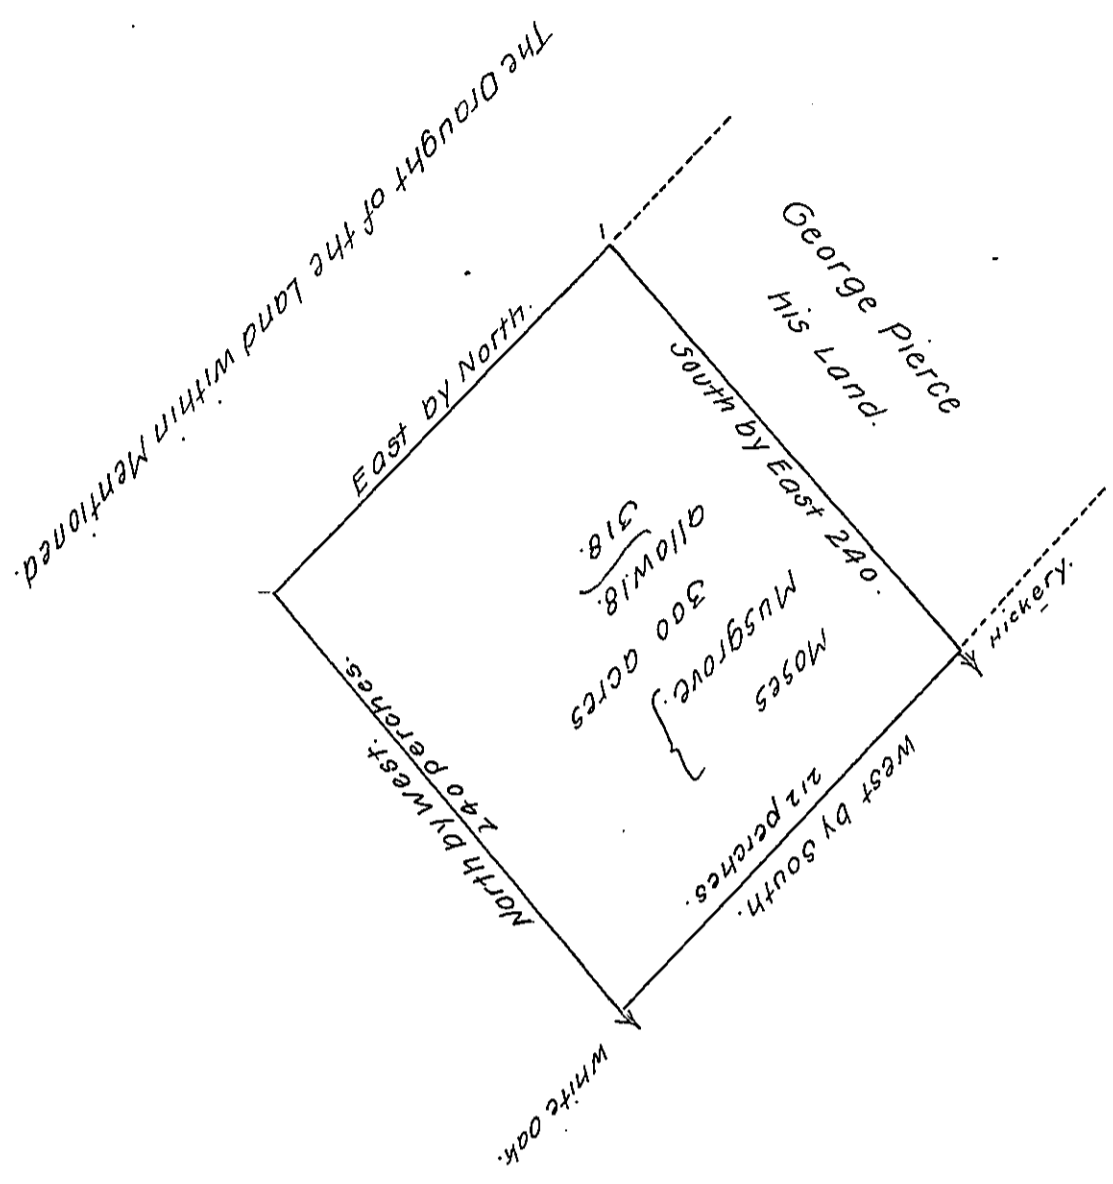 The Draught of the Land within Mentioned.
East by North.
George Pierce
his Land.
South by East 240.
Hickery.
Moses
Musgrove.
300 acres
allow. 18.
318.
North by West.
240 perches.
212 perches.
West by South.
White oak.